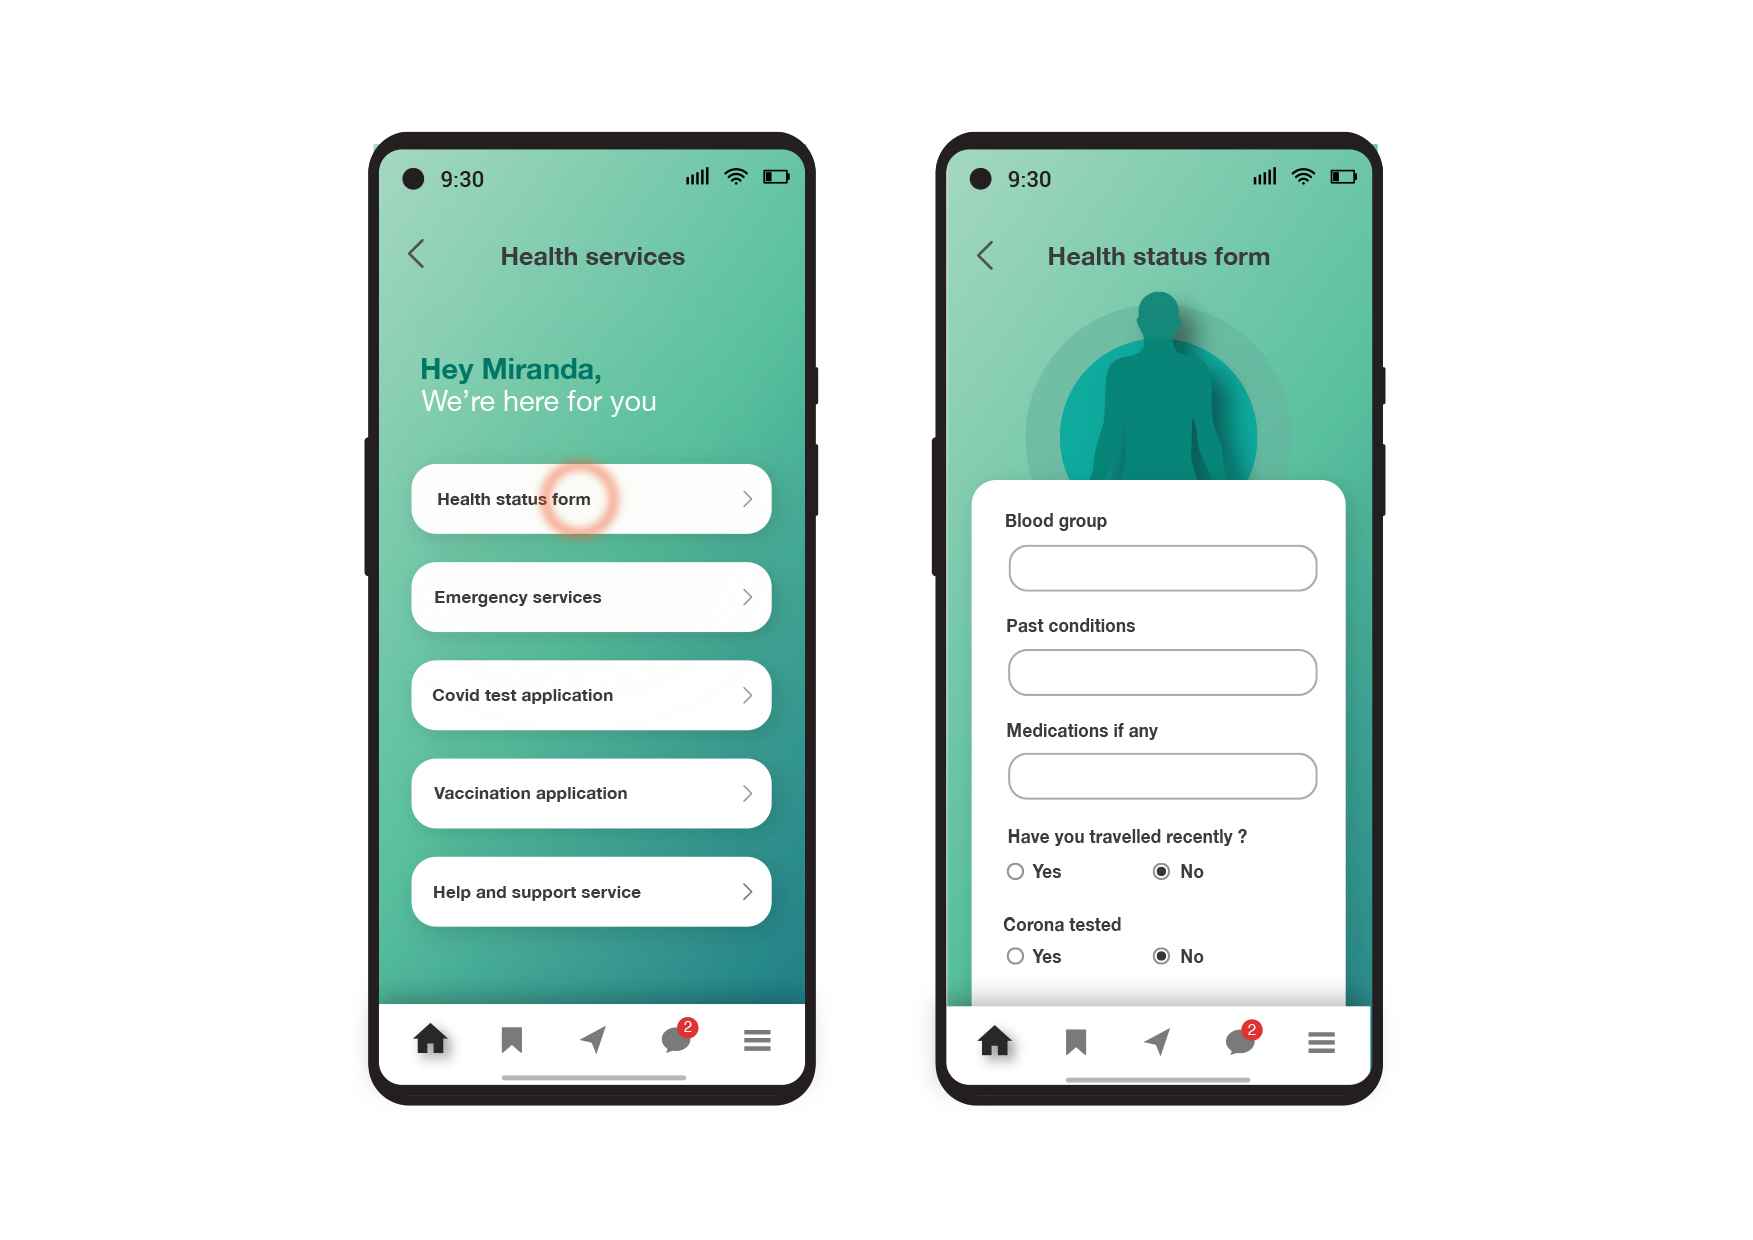 9:30
Health services
Hey Miranda,
We’re here for you
Health status form
Emergency services
Covid test application
Vaccination application
Help and support service
2
9:30
Health status form
Blood group
Past conditions
Medications if any
Have you travelled recently ?
Yes No
Corona tested
Yes No
2